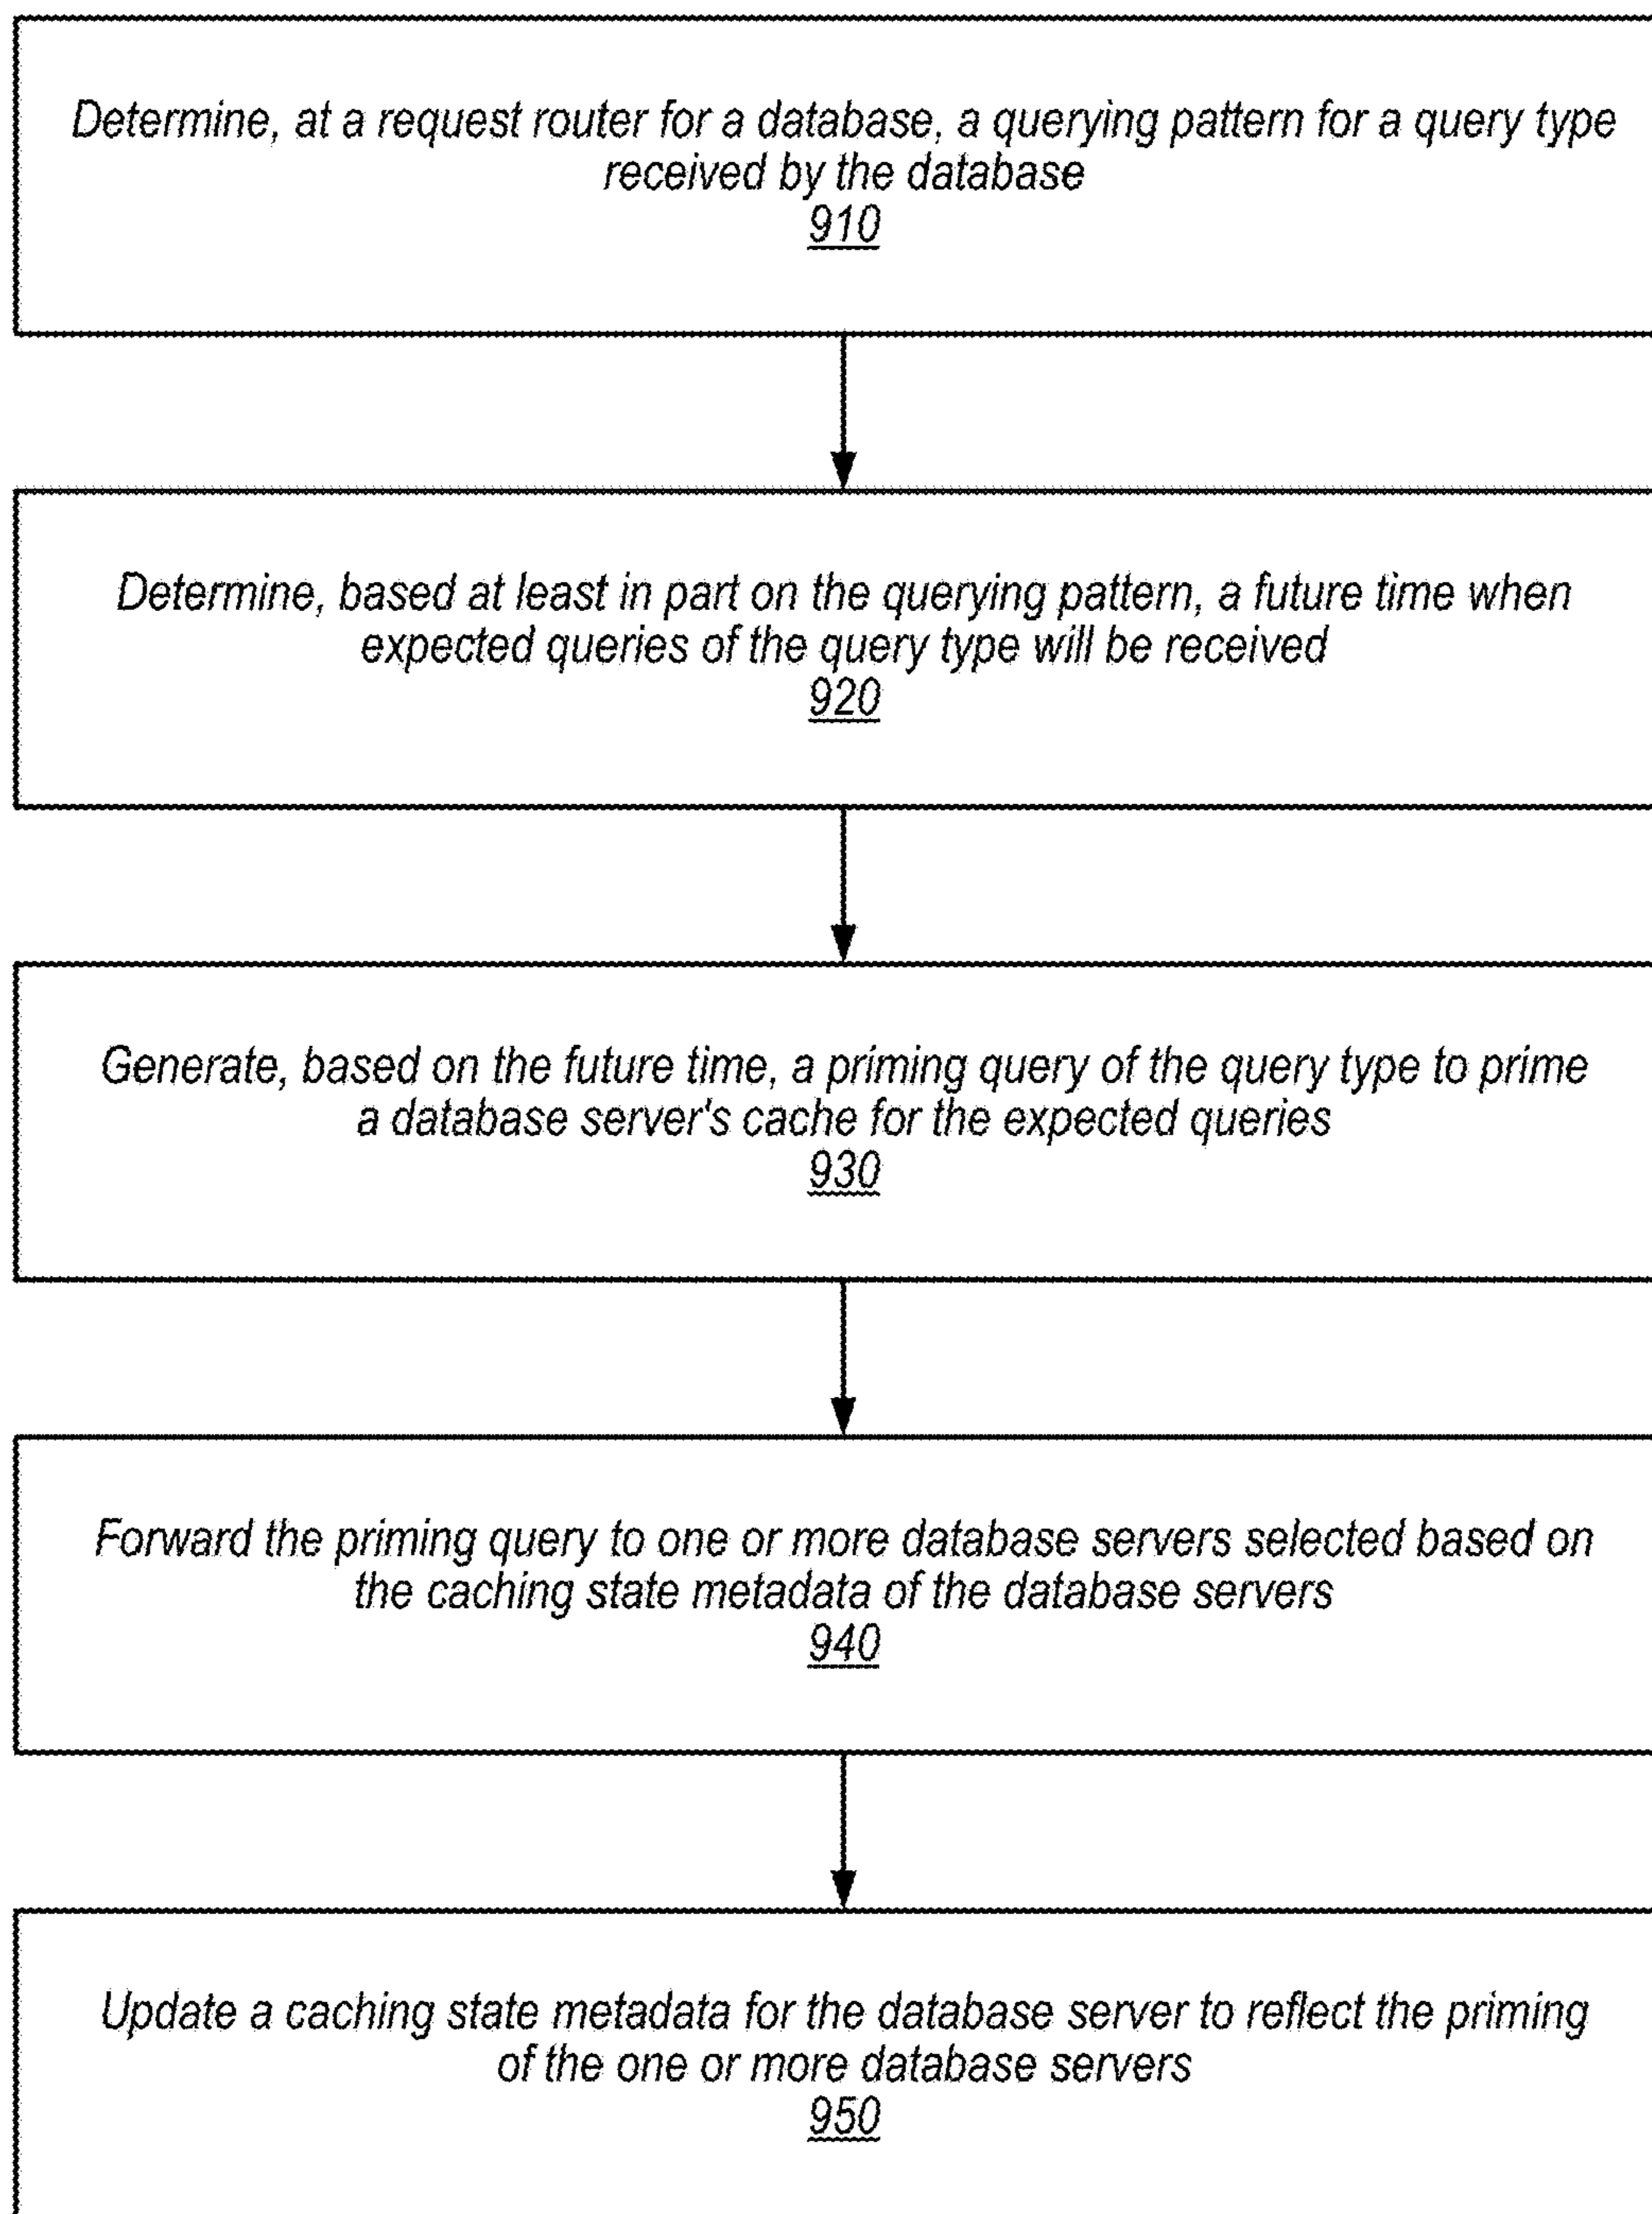 Determine, at a request router for a database, a querying pattern for a query type
received by the database
910
Determine, based at least in part on the querying pattern, a future time when
expected queries of the query type will be received
920
Generate, based on the future time, a priming query of the query type to prime
a database server's cache for the expected queries
930
Forward the priming query to one or more database servers selected based on
the caching state metadata of the database servers
940
Update a caching state metadata for the database server to reflect the priming
of the one or more database servers
950